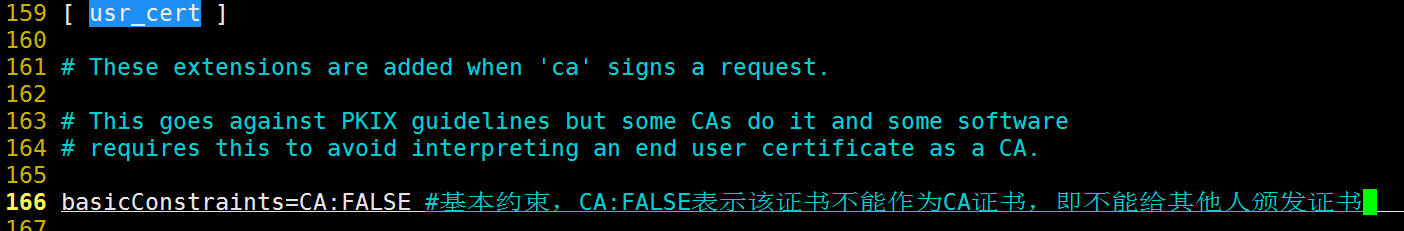 159 [ usr_cert ]
160
161 # These extensions are added when 'ca' signs a request.
162
163 # This goes against PKIX guidelines but some CAs do it and some software
164 # requires this to avoid interpreting an end user certificate as a CA.
165
166 basicConstraints=CA:FALSE #基本约束，CA:FALSE表示该证书不能作为CA证书，即不能给其他人颁发证书
167